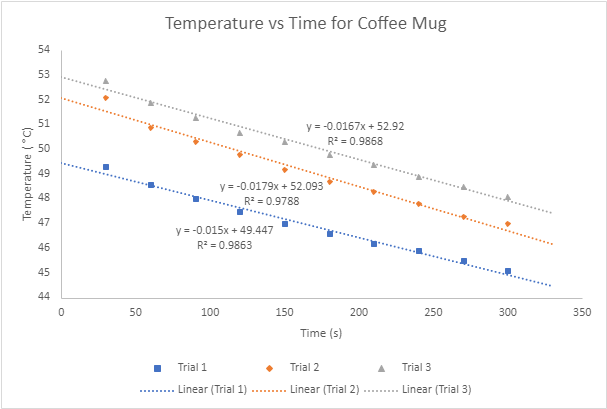 Temperature vs Time for Coffee Mug
54
53
52
51
50
49
48
47
46
45
44
Temperature ( °C)
y = -0.0167x + 52.92
R² = 0.9868
y = -0.0179x + 52.093
R² = 0.9788
y = -0.015x + 49.447
R² = 0.9863
0 50 100 150 200 250 300 350
Time (s)
Trial 1 Trial 2 Trial 3
Linear (Trial 1) Linear (Trial 2) Linear (Trial 3)